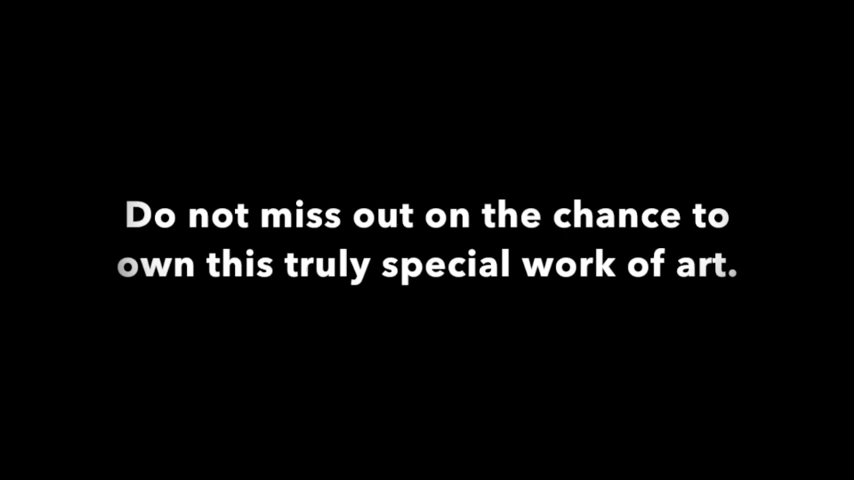 Do not miss out on the chance to
own this truly special work of art.